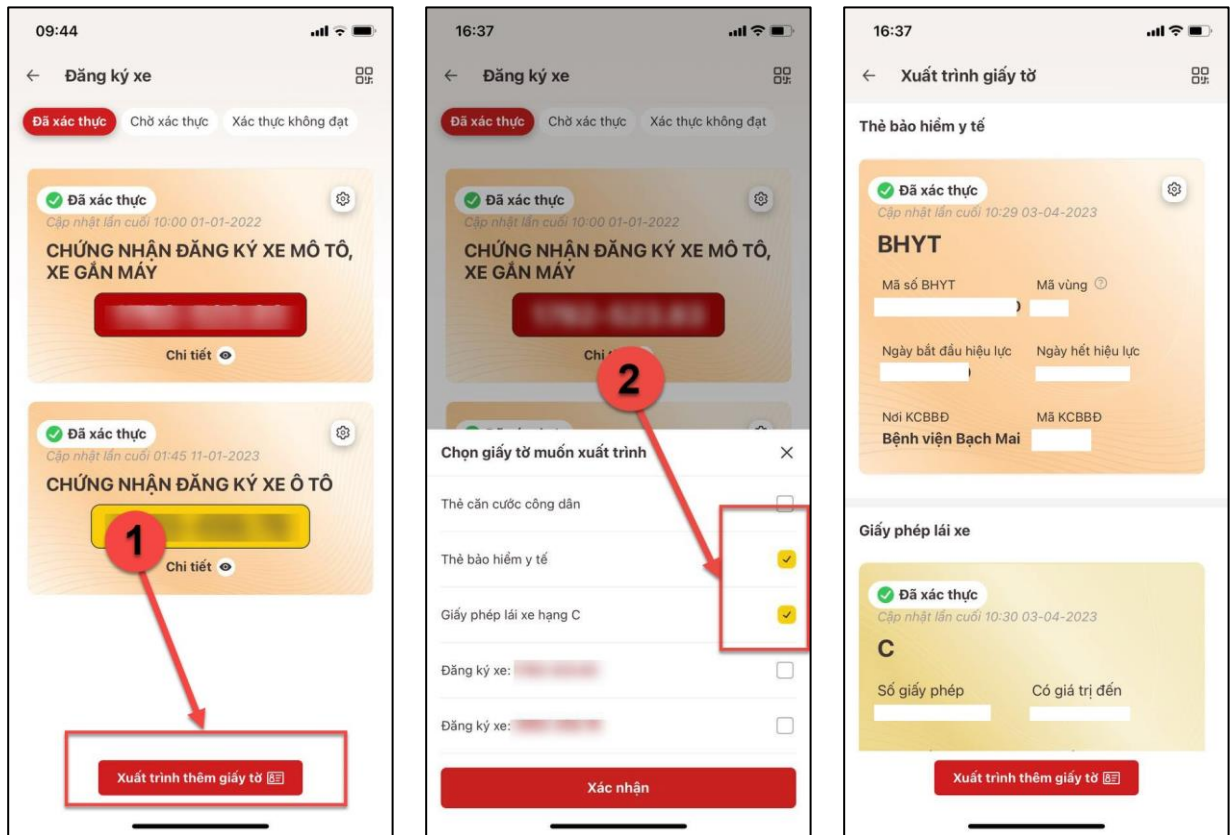 09:44
Đăng ký xe
Đã xác thực Chờ xác thực Xác thực không đạt
Đã xác thực
Cập nhật lần cuối 10:00 01-01-2022
CHỨNG NHẬN ĐĂNG KÝ XE MÔ TÔ,
XE GẮN MÁY
Chi tiết
Đã xác thực
Cập nhật lần cuối 01:45 11-01-2023
CHỨNG NHẬN ĐĂNG KÝ XE Ô TÔ
1
Chi tiết
Xuất trình thêm giấy tờ
16:37
Đăng ký xe
Đã xác thực Chờ xác thực Xác thực không đạt
Đã xác thực
Cập nhật lần cuối 10:00 01-01-2022
CHỨNG NHẬN ĐĂNG KÝ XE MÔ TÔ,
XE GẮN MÁY
2
Chọn giấy tờ muốn xuất trình
Thẻ căn cước công dân
Thẻ bảo hiểm y tế
Giấy phép lái xe hạng C
Đăng ký xe:
Đăng ký xe:
Xác nhận
16:37
Xuất trình giấy tờ
Thẻ bảo hiểm y tế
Đã xác thực
Cập nhật lần cuối 10:29 03-04-2023
BHYT
Mã số BHYT Mã vùng
Ngày bắt đầu hiệu lực Ngày hết hiệu lực
Nơi KCBBĐ Mã KCBBĐ
Bệnh viện Bạch Mai
Giấy phép lái xe
Đã xác thực
Cập nhật lần cuối 10:30 03-04-2023
C
Số giấy phép Có giá trị đến
Xuất trình thêm giấy tờ